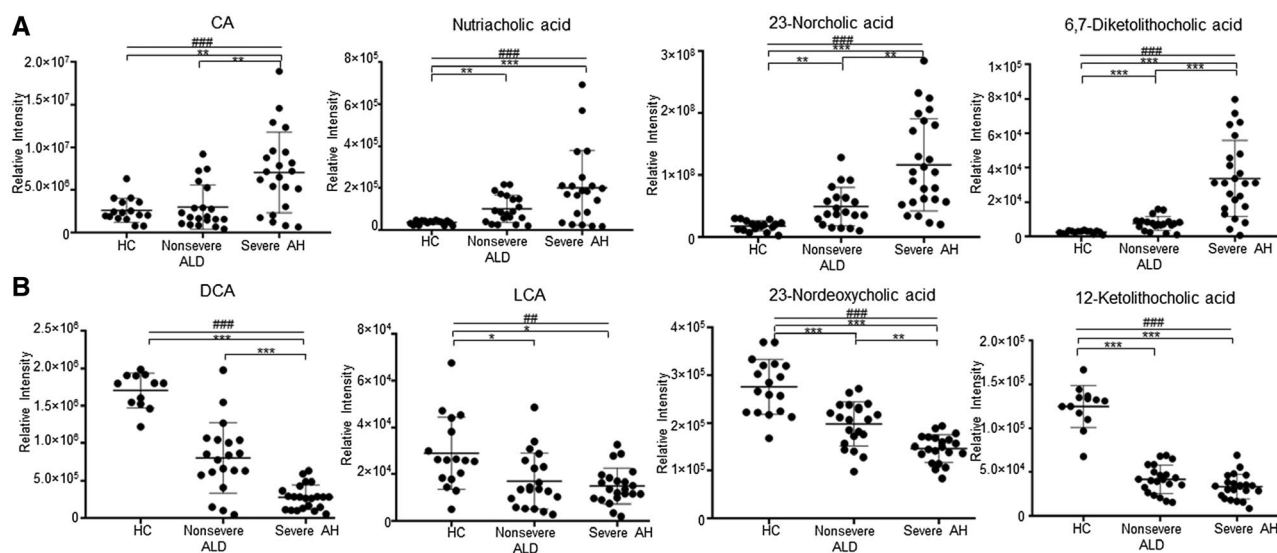 A
CA
###
**
**
Relative Intensity
2.0×10⁷
1.5×10⁷
1.0×10⁷
5.0×10⁶
0
HC
Nonsevere
ALD
Severe AH
Nutriacholic acid
###
***
**
Relative Intensity
8×10⁵
6×10⁵
4×10⁵
2×10⁵
0
HC
Nonsevere
ALD
Severe AH
23-Norcholic acid
###
***
**
**
Relative Intensity
3×10⁸
2×10⁸
1×10⁸
0
HC
Nonsevere
ALD
Severe AH
6,7-Diketolithocholic acid
###
***
***
***
Relative Intensity
1×10⁵
8×10⁴
6×10⁴
4×10⁴
2×10⁴
0
HC
Nonsevere
ALD
Severe AH
B
DCA
###
***
***
Relative Intensity
2.5×10⁶
2.0×10⁶
1.5×10⁶
1.0×10⁶
5.0×10⁵
0
HC
Nonsevere
ALD
Severe AH
LCA
##
*
*
Relative Intensity
8×10⁴
6×10⁴
4×10⁴
2×10⁴
0
HC
Nonsevere
ALD
Severe AH
23-Nordeoxycholic acid
###
***
***
**
Relative Intensity
4×10⁵
3×10⁵
2×10⁵
1×10⁵
0
HC
Nonsevere
ALD
Severe AH
12-Ketolithocholic acid
###
***
***
Relative Intensity
2.0×10⁵
1.5×10⁵
1.0×10⁵
5.0×10⁴
0
HC
Nonsevere
ALD
Severe AH